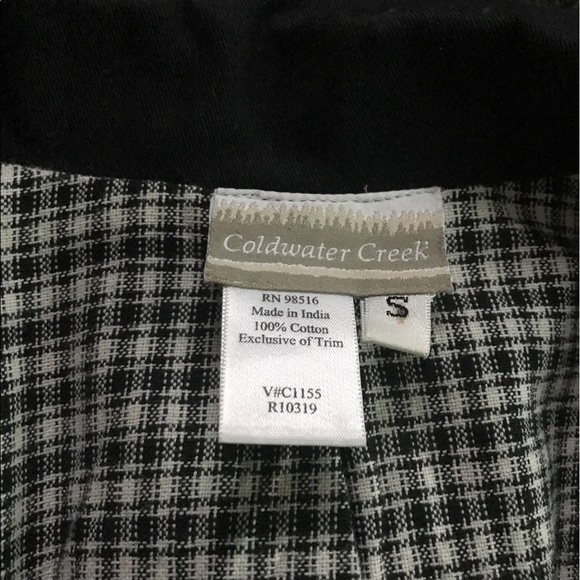 Coldwater Creek
S
RN 98516
Made in India
100% Cotton
Exclusive of Trim
V#C1155
R10319